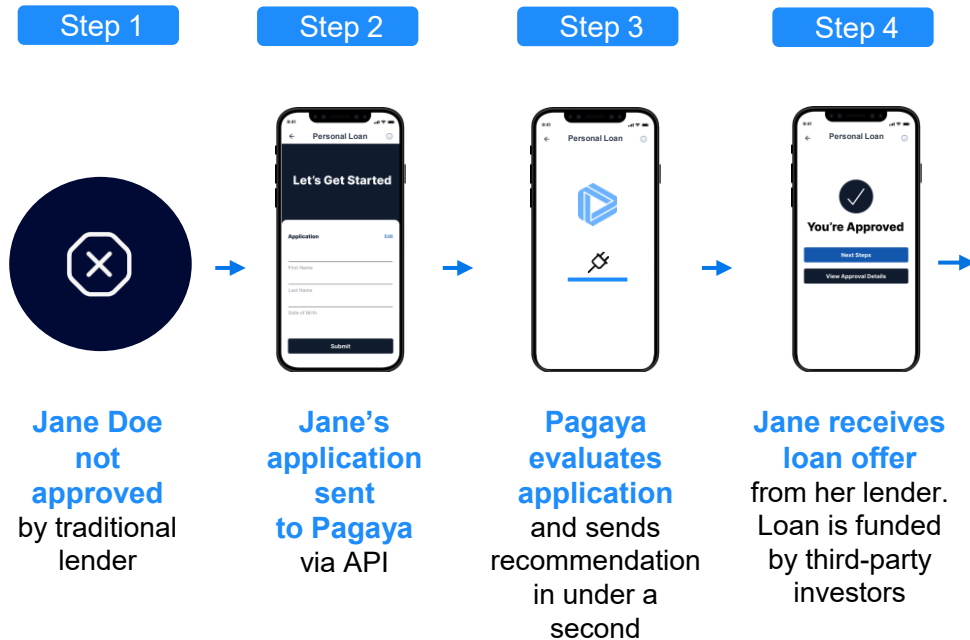 Step 1
Step 2
Step 3
Step 4
Personal Loan
Let's Get Started
Application
Edit
First Name
Last Name
Date of Birth
Submit
Personal Loan
Personal Loan
You're Approved
Next Steps
View Approval Details
Jane Doe
not
approved
by traditional
lender
Jane’s
application
sent
to Pagaya
via API
Pagaya
evaluates
application
and sends
recommendation
in under a
second
Jane receives
loan offer
from her lender.
Loan is funded
by third-party
investors